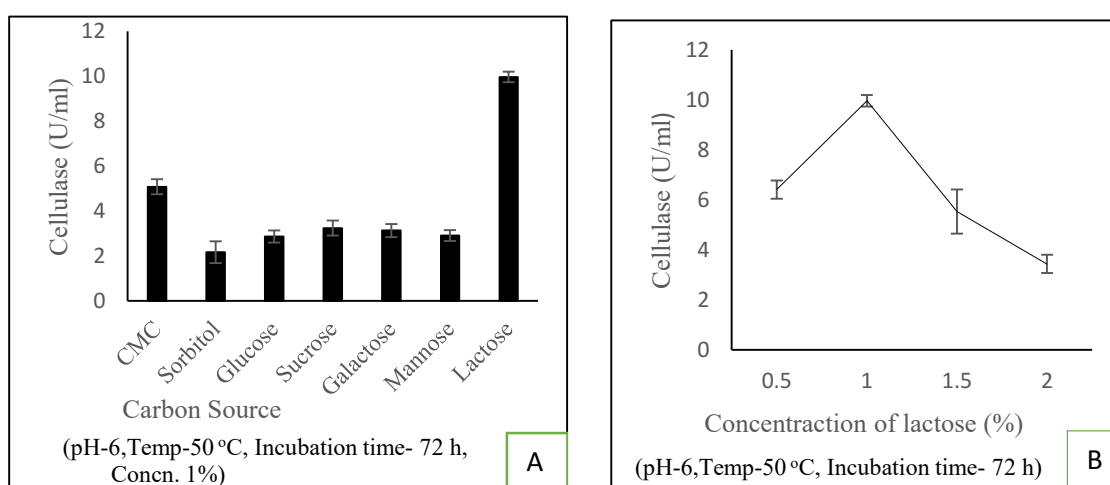 12
10
8
6
4
2
0
Cellulase (U/ml)
CMC
Sorbitol
Glucose
Sucrose
Galactose
Mannose
Lactose
Carbon Source
(pH-6,Temp-50 °C, Incubation time- 72 h,
Concn. 1%)
A
12
10
8
6
4
2
0
Cellulase (U/ml)
0.5
1
1.5
2
Concentraction of lactose (%)
(pH-6,Temp-50 °C, Incubation time- 72 h)
B